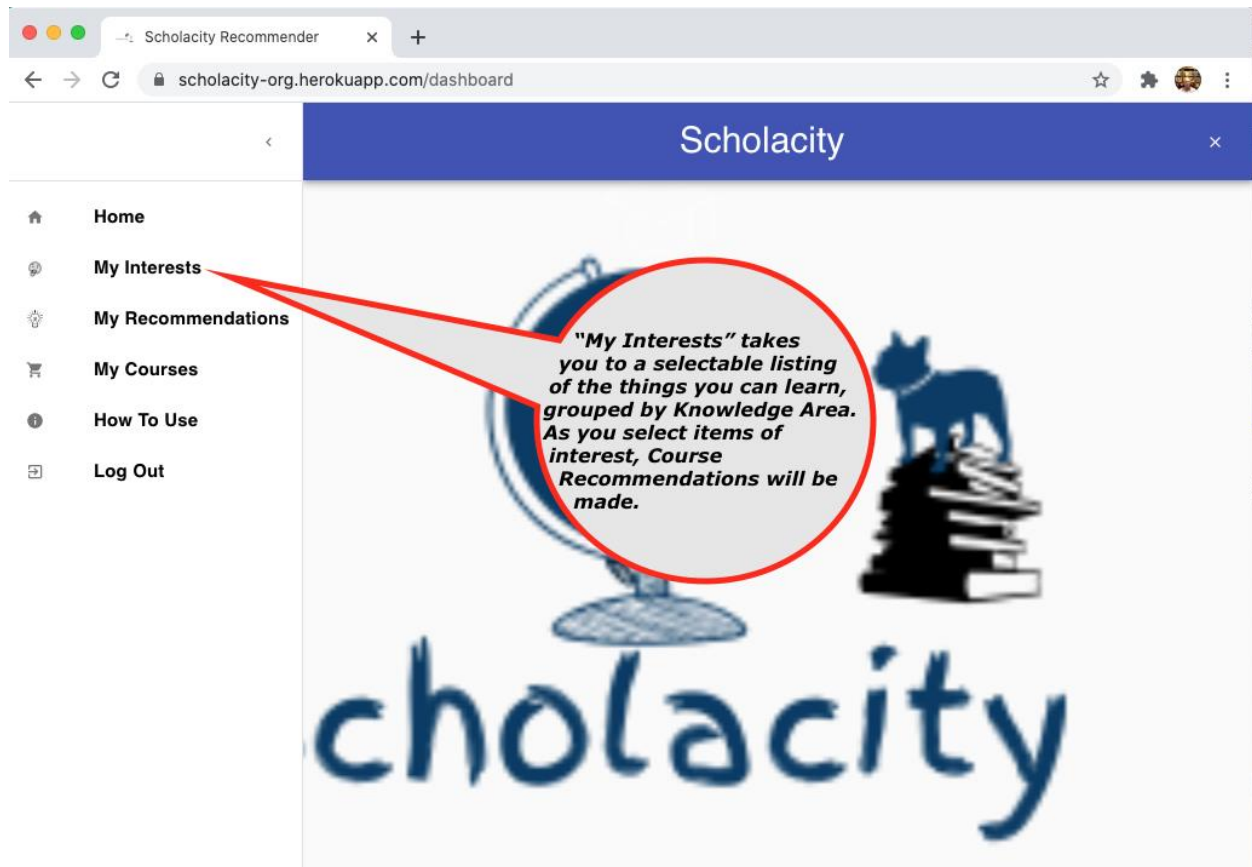 Scholacity Recommender
scholacity-org.herokuapp.com/dashboard
Scholacity
Home
My Interests
My Recommendations
My Courses
How To Use
Log Out
“My Interests” takes
you to a selectable listing
of the things you can learn,
grouped by Knowledge Area.
As you select items of
interest, Course
Recommendations will be
made.
cholacity